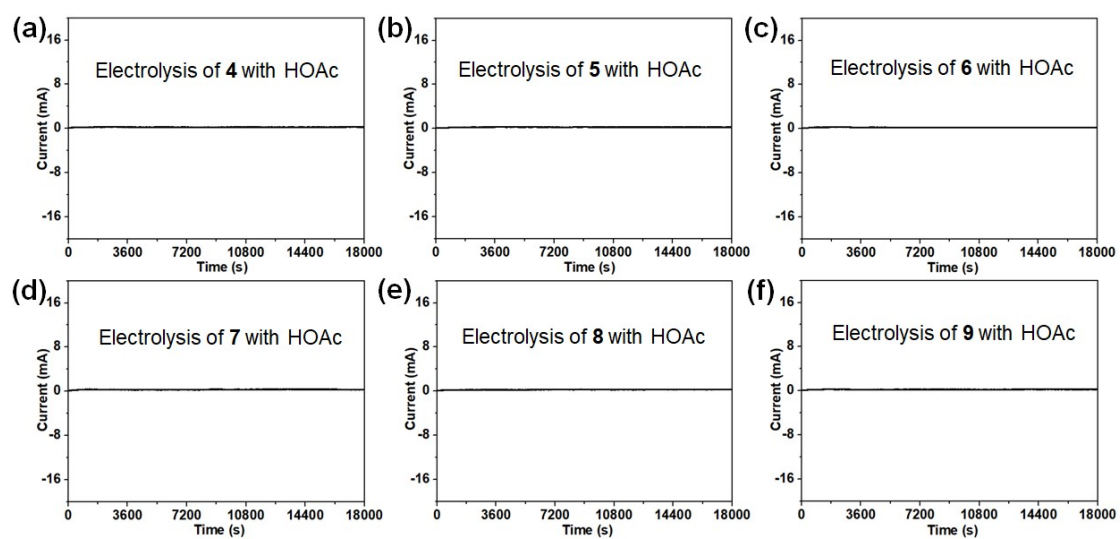 (a)
16
Electrolysis of 4 with HOAc
8
0
-8
-16
Current (mA)
0 3600 7200 10800 14400 18000
Time (s)
(b)
16
Electrolysis of 5 with HOAc
8
0
-8
-16
Current (mA)
0 3600 7200 10800 14400 18000
Time (s)
(c)
16
Electrolysis of 6 with HOAc
8
0
-8
-16
Current (mA)
0 3600 7200 10800 14400 18000
Time (s)
(d)
16
Electrolysis of 7 with HOAc
8
0
-8
-16
Current (mA)
0 3600 7200 10800 14400 18000
Time (s)
(e)
16
Electrolysis of 8 with HOAc
8
0
-8
-16
Current (mA)
0 3600 7200 10800 14400 18000
Time (s)
(f)
16
Electrolysis of 9 with HOAc
8
0
-8
-16
Current (mA)
0 3600 7200 10800 14400 18000
Time (s)